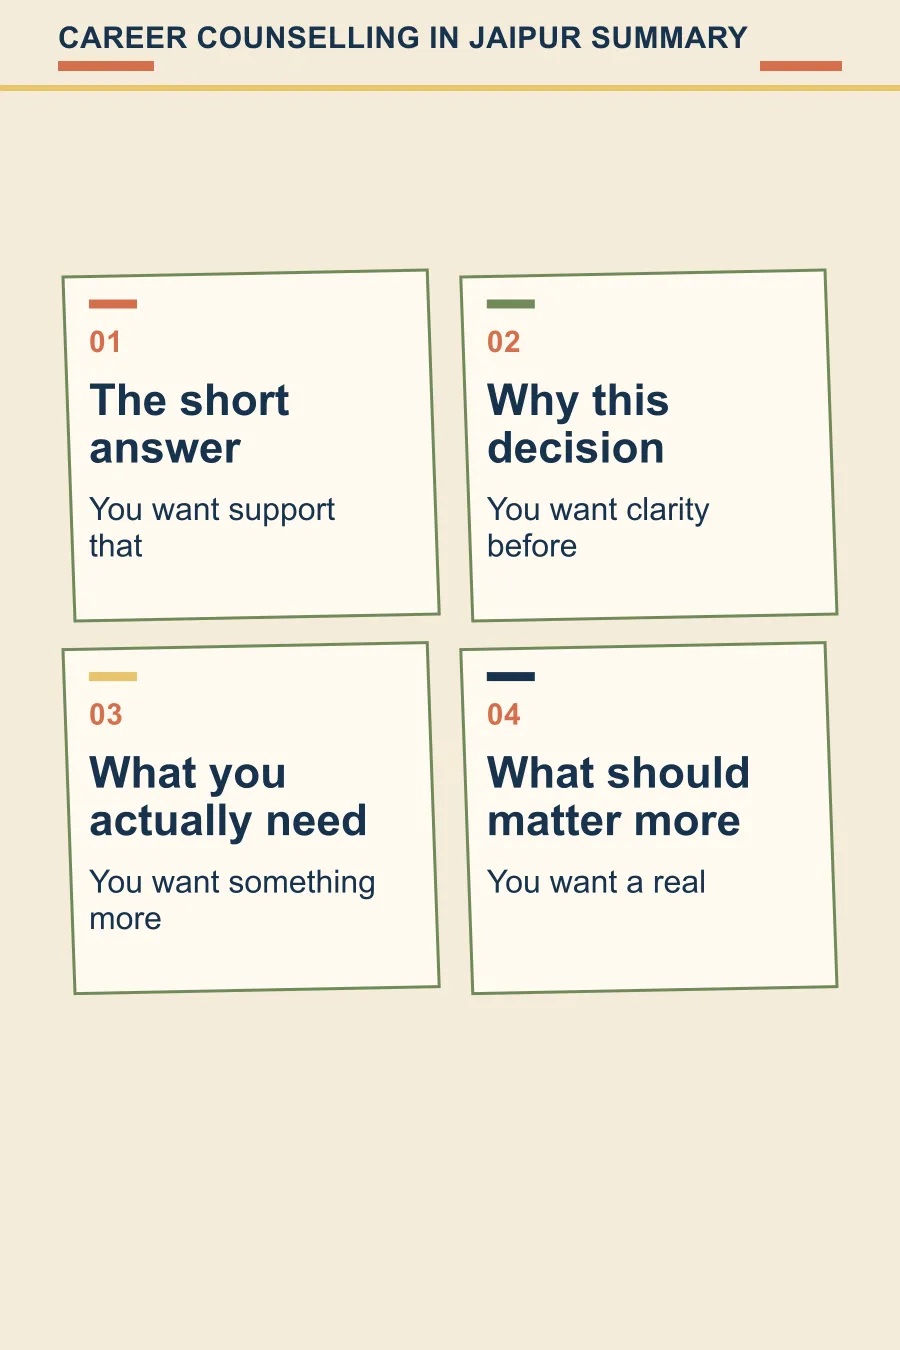 CAREER COUNSELLING IN JAIPUR SUMMARY
01
The short
answer
You want support
that
02
Why this
decision
You want clarity
before
03
What you
actually need
You want something
more
04
What should
matter more
You want a real